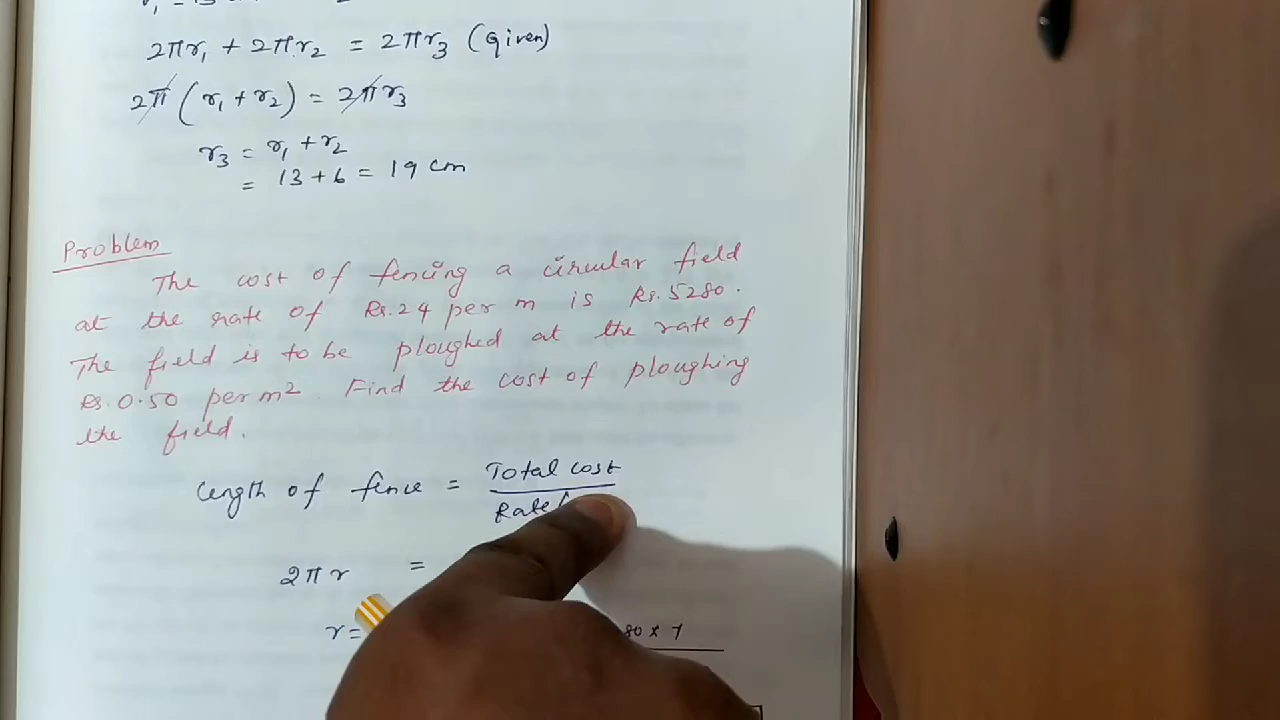 2πr₁ + 2πr₂ = 2πr₃ (Given)
2π (r₁ + r₂) = 2πr₃
r₃ = r₁ + r₂
= 13 + 6 = 19 cm
Problem
The cost of fencing a circular field
at the rate of Rs.24 per m is Rs.5280.
The field is to be ploughed at the rate of
Rs.0.50 per m². Find the cost of ploughing
the field.
Length of fence = Total cost
Rate
2πr =
r = 80 × 7